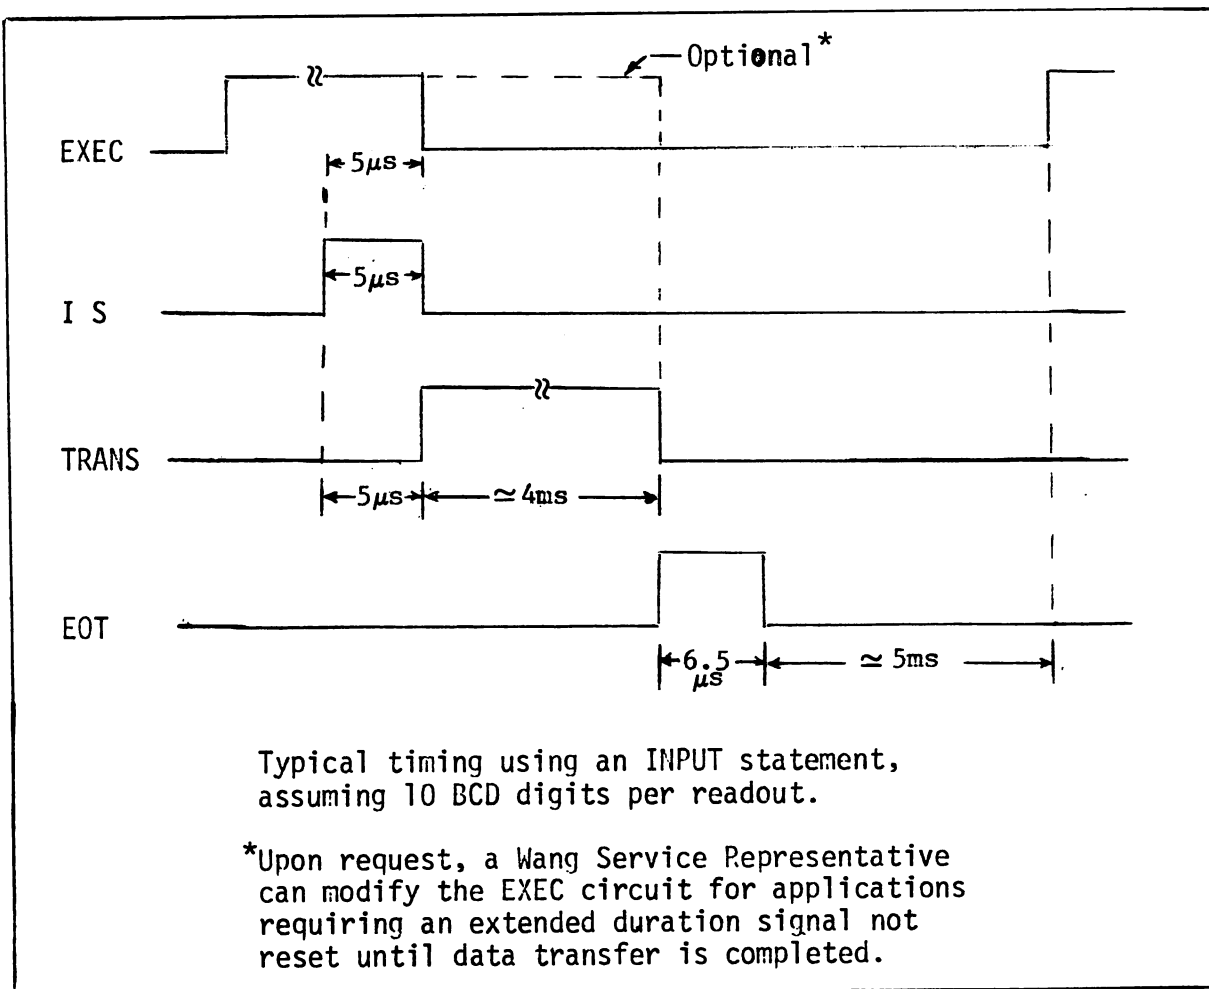 Optional*
EXEC
5μs
5μs
I S
TRANS
5μs
≃ 4ms
EOT
6.5
μs
≃ 5ms
Typical timing using an INPUT statement,
assuming 10 BCD digits per readout.
*Upon request, a Wang Service Representative
can modify the EXEC circuit for applications
requiring an extended duration signal not
reset until data transfer is completed.